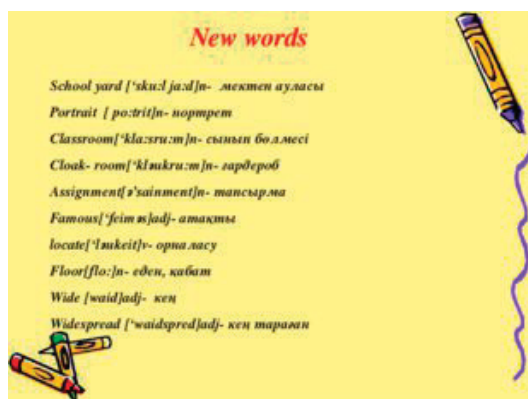 New words
School yard [‘sku:l ja:d]n- мектеп ауласы
Portrait [ po:trit]n- портрет
Classroom[‘kla:sru:m]n- сынып бөлмесі
Cloak- room[‘kləukru:m]n- гардероб
Assignment[ə’sainment]n- тапсырма
Famous[‘feiməs]adj- атақты
locate[‘ləukeit]v- орналасу
Floor[flo:]n- еден, қабат
Wide [waid]adj- кең
Widespread [‘waidspred]adj- кең тараған